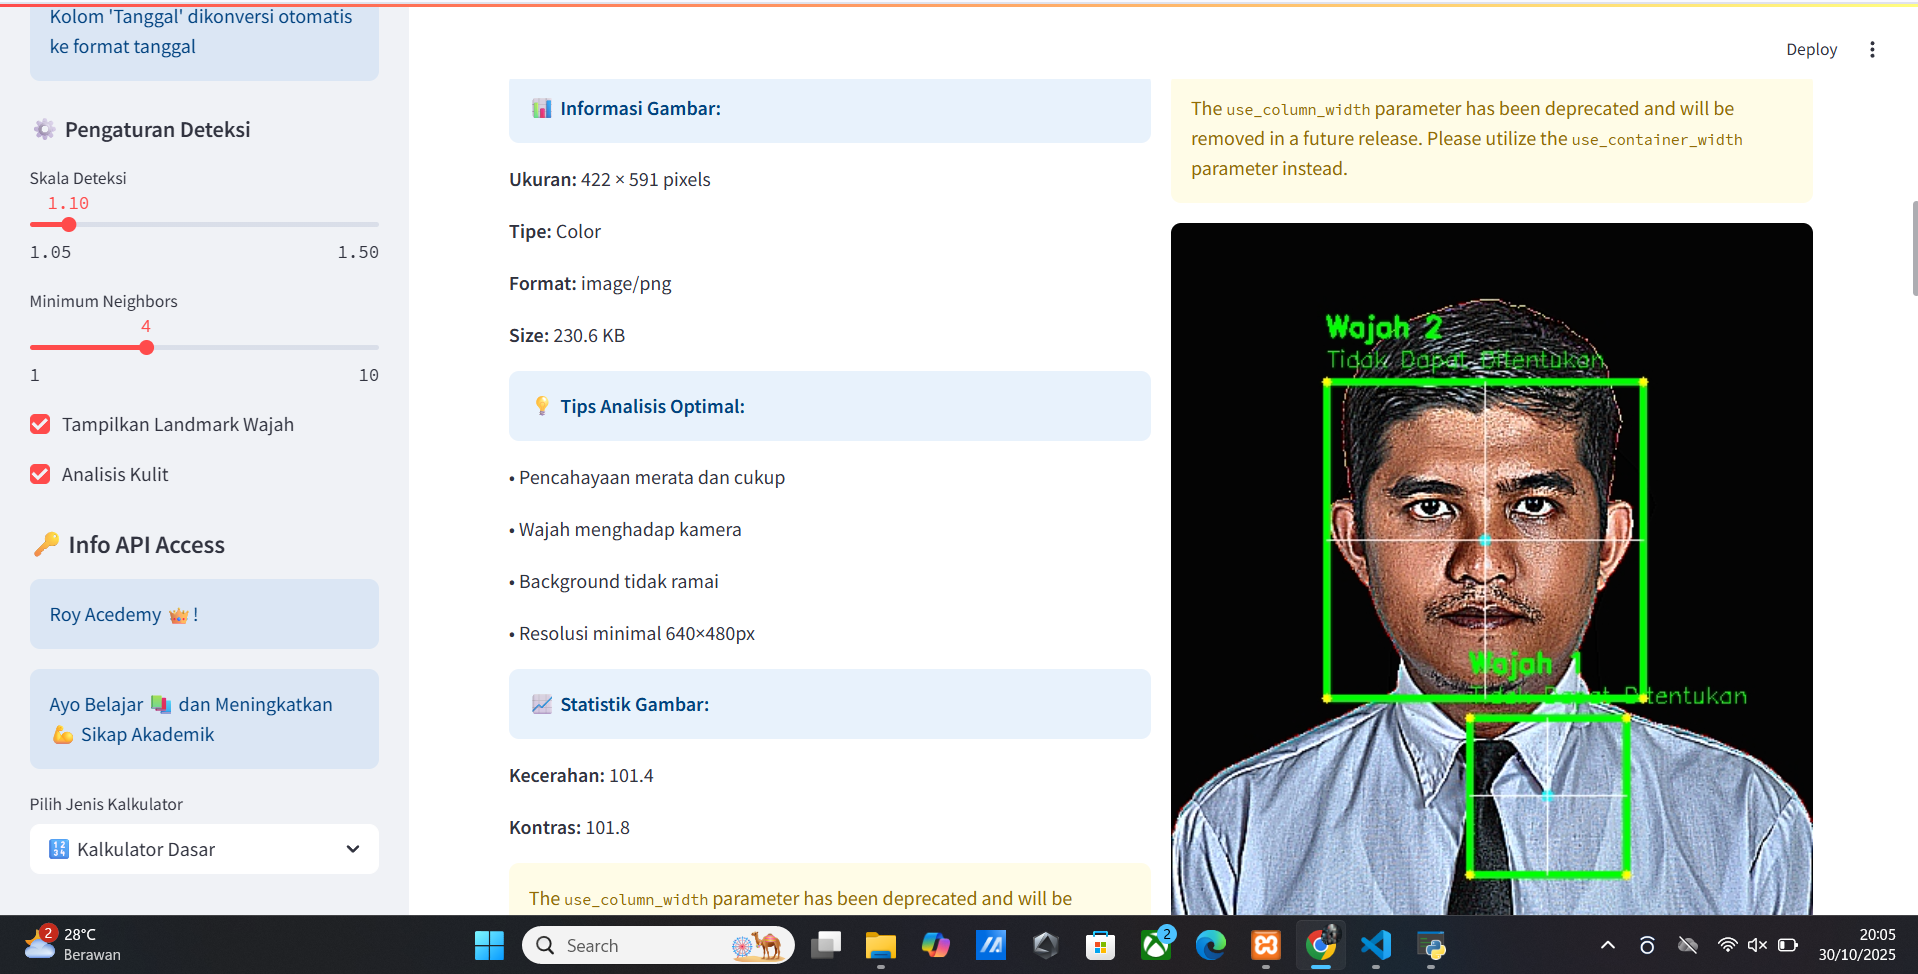 Kolom 'Tanggal' dikonversi otomatis
ke format tanggal
⚙️ Pengaturan Deteksi
Skala Deteksi
1.10
1.05 1.50
Minimum Neighbors
4
1 10
Tampilkan Landmark Wajah
Analisis Kulit
🔑 Info API Access
Roy Acedemy 👑 !
Ayo Belajar 📚 dan Meningkatkan
💪 Sikap Akademik
Pilih Jenis Kalkulator
🔢 Kalkulator Dasar
Deploy
📊 Informasi Gambar:
Ukuran: 422 × 591 pixels
Tipe: Color
Format: image/png
Size: 230.6 KB
💡 Tips Analisis Optimal:
• Pencahayaan merata dan cukup
• Wajah menghadap kamera
• Background tidak ramai
• Resolusi minimal 640×480px
📈 Statistik Gambar:
Kecerahan: 101.4
Kontras: 101.8
The use_column_width parameter has been deprecated and will be
The use_column_width parameter has been deprecated and will be
removed in a future release. Please utilize the use_container_width
parameter instead.
Wajah 2
Tidak Dapat Ditentukan
Wajah 1
Tidak Dapat Ditentukan
2
28°C
Berawan
Search
2
20:05
30/10/2025